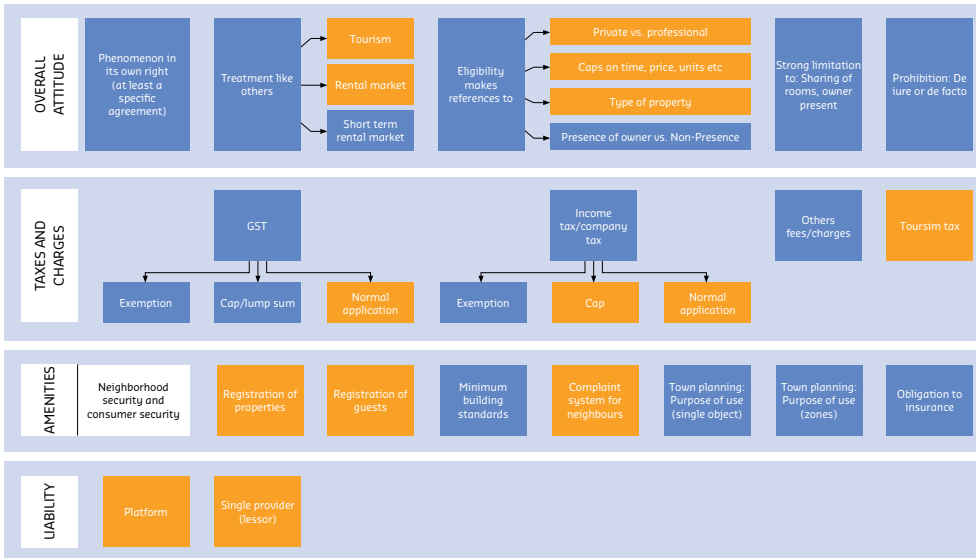 OVERALL
ATTITUDE
Phenomenon in
its own right
(at least a
specific
agreement)
Treatment like
others
Tourism
Rental market
Short term
rental market
Eligibility
makes
references to
Private vs. professional
Caps on time, price, units etc
Type of property
Presence of owner vs. Non-Presence
Strong limitation
to: Sharing of
rooms, owner
present
Prohibition: De
iure or de facto
TAXES AND
CHARGES
GST
Exemption
Cap/lump sum
Normal
application
Income
tax/company
tax
Exemption
Cap
Normal
application
Others
fees/charges
Toursim tax
AMENITIES
Neighborhood
security and
consumer security
Registration of
properties
Registration of
guests
Minimum
building
standards
Complaint
system for
neighbours
Town planning:
Purpose of use
(single object)
Town planning:
Purpose of use
(zones)
Obligation to
insurance
LIABILITY
Platform
Single provider
(lessor)